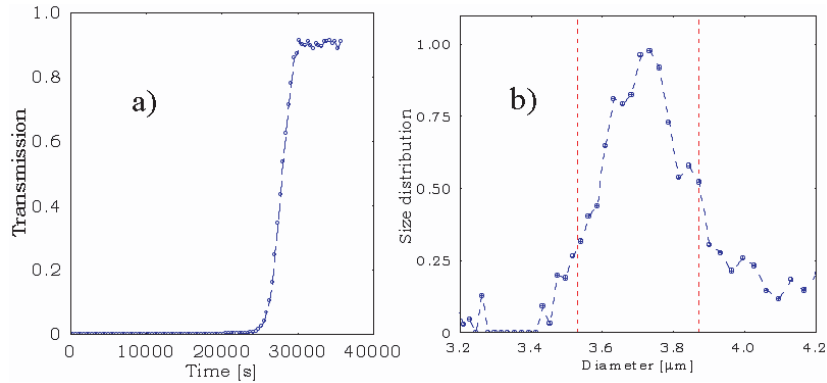 1.0
0.8
0.6
0.4
0.2
0
0 10000 20000 30000 40000
Transmission
Time [s]
a)
1.00
0.75
0.50
0.25
0
3.2 3.4 3.6 3.8 4.0 4.2
Size distribution
Diameter [μm]
b)